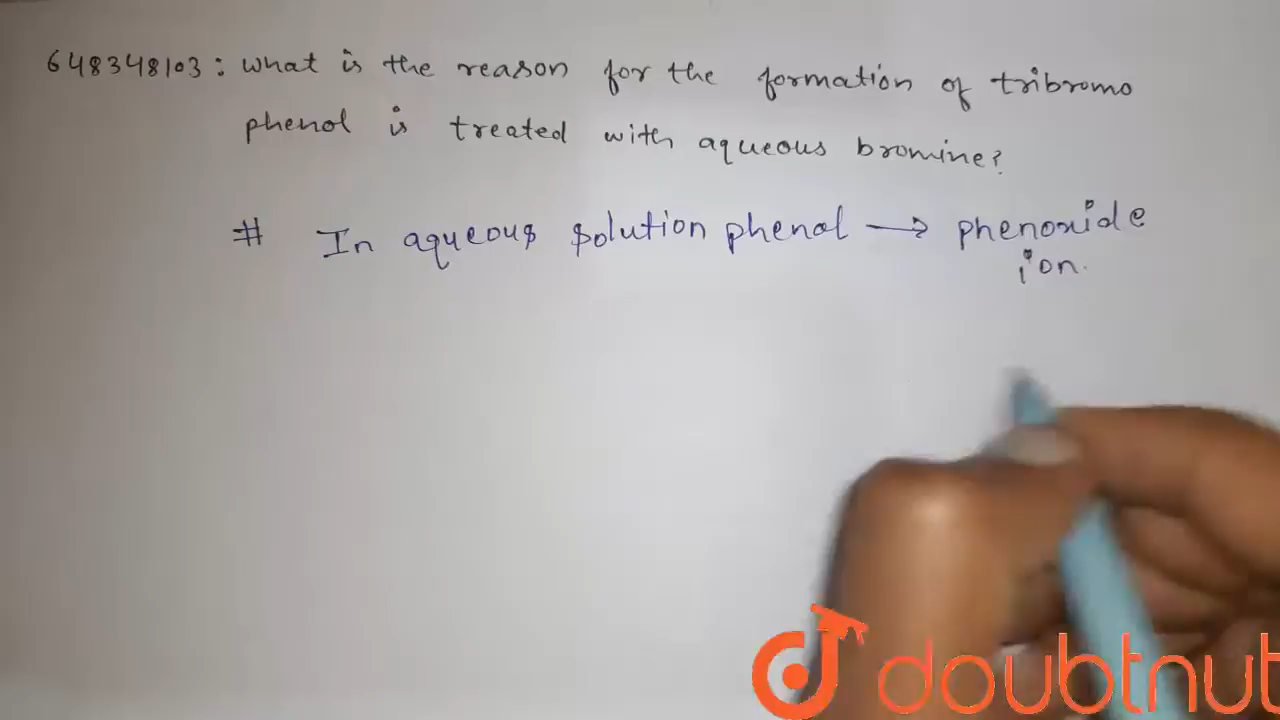 648348103: What is the reason for the formation of tribromo
phenol is treated with aqueous bromine?
# In aqueous solution phenol → phenoxide
ion.
doubtnut